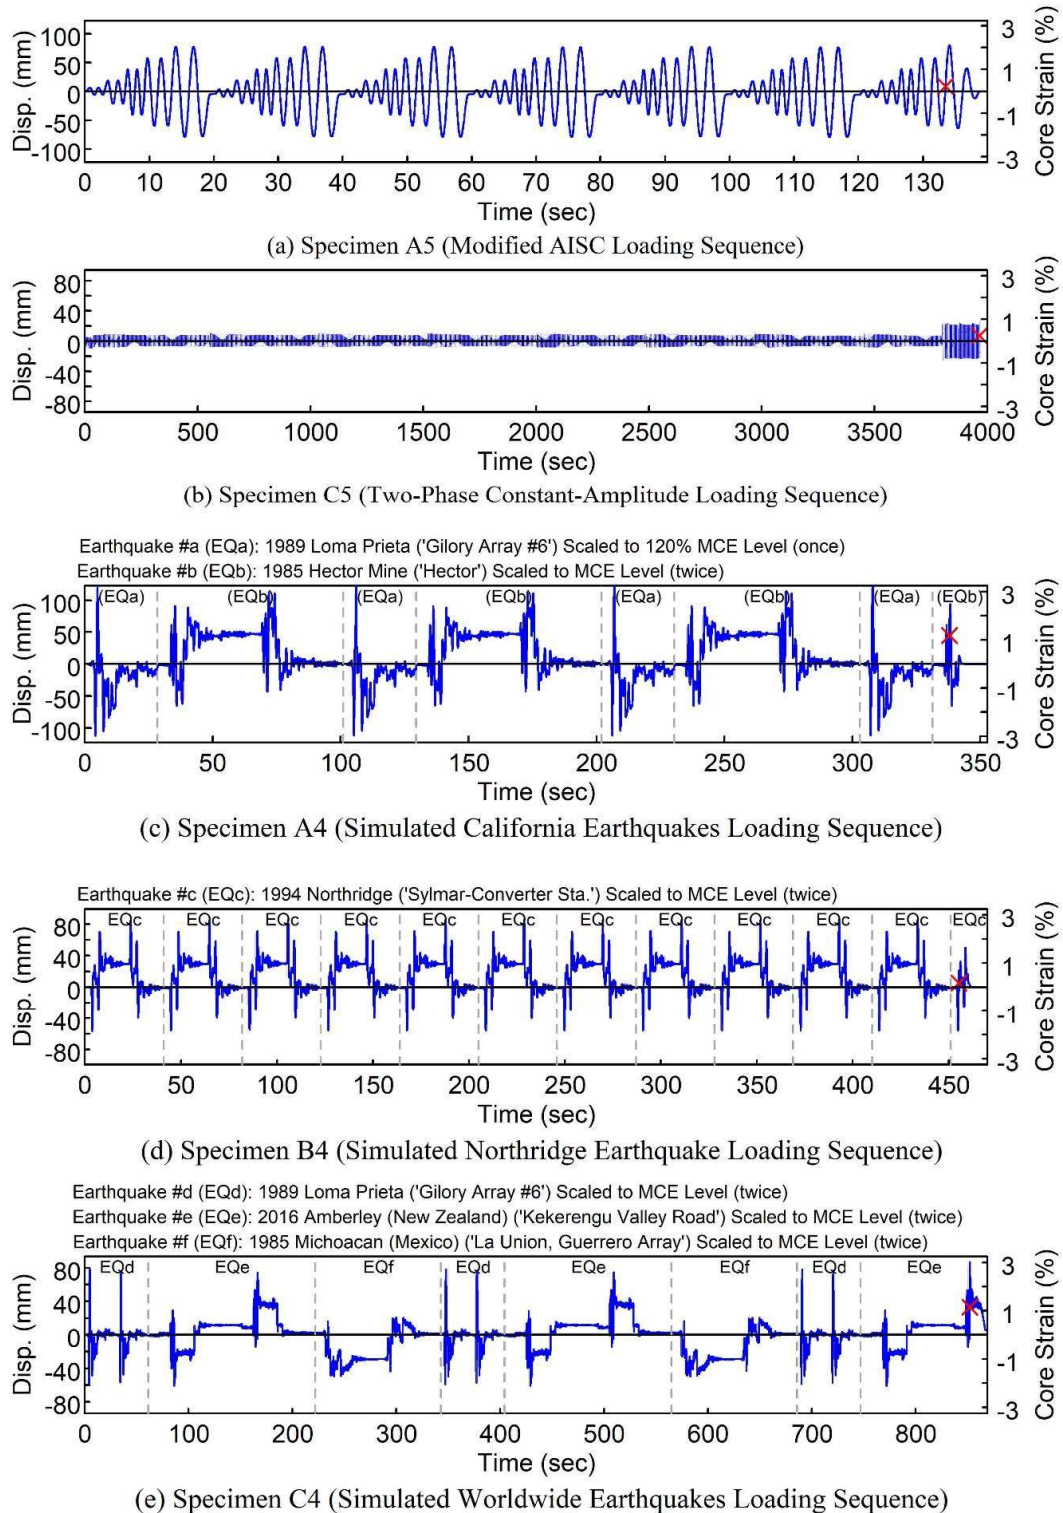 Disp. (mm)
100
50
0
-50
-100
3
1
-1
-3
Core Strain (%)
0 10 20 30 40 50 60 70 80 90 100 110 120 130
Time (sec)
(a) Specimen A5 (Modified AISC Loading Sequence)
Disp. (mm)
80
40
0
-40
-80
3
1
-1
-3
Core Strain (%)
0 500 1000 1500 2000 2500 3000 3500 4000
Time (sec)
(b) Specimen C5 (Two-Phase Constant-Amplitude Loading Sequence)
Earthquake #a (EQa): 1989 Loma Prieta ('Gilory Array #6') Scaled to 120% MCE Level (once)
Earthquake #b (EQb): 1985 Hector Mine ('Hector') Scaled to MCE Level (twice)
(EQa) (EQb) (EQa) (EQb) (EQa) (EQb) (EQa) (EQb)
Disp. (mm)
100
50
0
-50
-100
3
1
-1
-3
Core Strain (%)
0 50 100 150 200 250 300 350
Time (sec)
(c) Specimen A4 (Simulated California Earthquakes Loading Sequence)
Earthquake #c (EQc): 1994 Northridge ('Sylmar-Converter Sta.') Scaled to MCE Level (twice)
EQc EQc EQc EQc EQc EQc EQc EQc EQc EQc EQc EQc
Disp. (mm)
80
40
0
-40
-80
3
1
-1
-3
Core Strain (%)
0 50 100 150 200 250 300 350 400 450
Time (sec)
(d) Specimen B4 (Simulated Northridge Earthquake Loading Sequence)
Earthquake #d (EQd): 1989 Loma Prieta ('Gilory Array #6') Scaled to MCE Level (twice)
Earthquake #e (EQe): 2016 Amberley (New Zealand) ('Kekerengu Valley Road') Scaled to MCE Level (twice)
Earthquake #f (EQf): 1985 Michoacan (Mexico) ('La Union, Guerrero Array') Scaled to MCE Level (twice)
EQd EQe EQf EQd EQe EQf EQd EQe
Disp. (mm)
80
40
0
-40
-80
3
1
-1
-3
Core Strain (%)
0 100 200 300 400 500 600 700 800
Time (sec)
(e) Specimen C4 (Simulated Worldwide Earthquakes Loading Sequence)